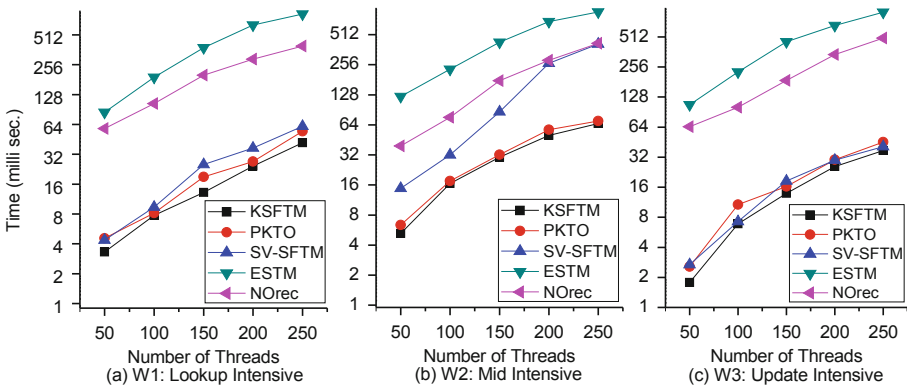 Time (milli sec.)
512
256
128
64
32
16
8
4
2
1
KSFTM
PKTO
SV-SFTM
ESTM
NOrec
50 100 150 200 250
Number of Threads
(a) W1: Lookup Intensive
512
256
128
64
32
16
8
4
2
1
KSFTM
PKTO
SV-SFTM
ESTM
NOrec
50 100 150 200 250
Number of Threads
(b) W2: Mid Intensive
512
256
128
64
32
16
8
4
2
1
KSFTM
PKTO
SV-SFTM
ESTM
NOrec
50 100 150 200 250
Number of Threads
(c) W3: Update Intensive